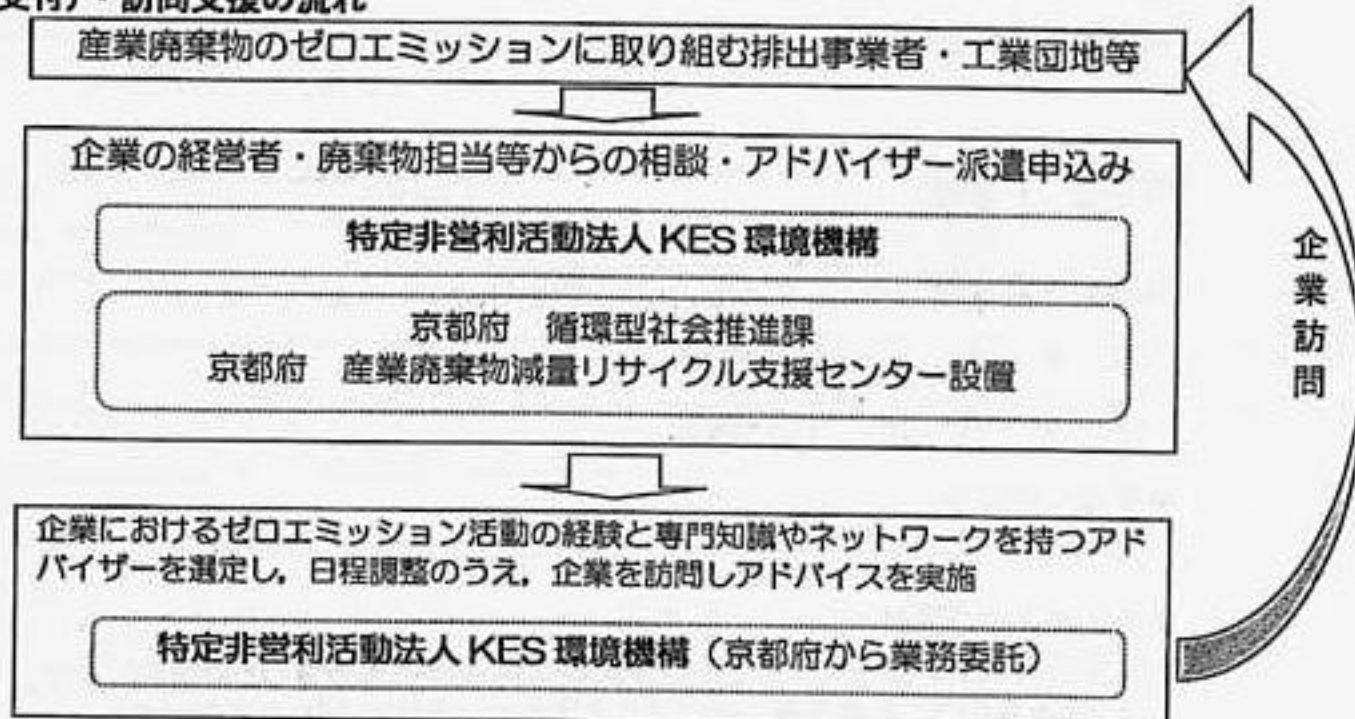 受付）・訪問支援の流れ
産業廃棄物のゼロエミッションに取り組む排出事業者・工業団地等
企業の経営者・廃棄物担当等からの相談・アドバイザー派遣申込み
特定非営利活動法人 KES 環境機構
京都府　循環型社会推進課
京都府　産業廃棄物減量リサイクル支援センター設置
企業におけるゼロエミッション活動の経験と専門知識やネットワークを持つアド
バイザーを選定し，日程調整のうえ，企業を訪問しアドバイスを実施
特定非営利活動法人 KES 環境機構（京都府から業務委託）
企業訪問